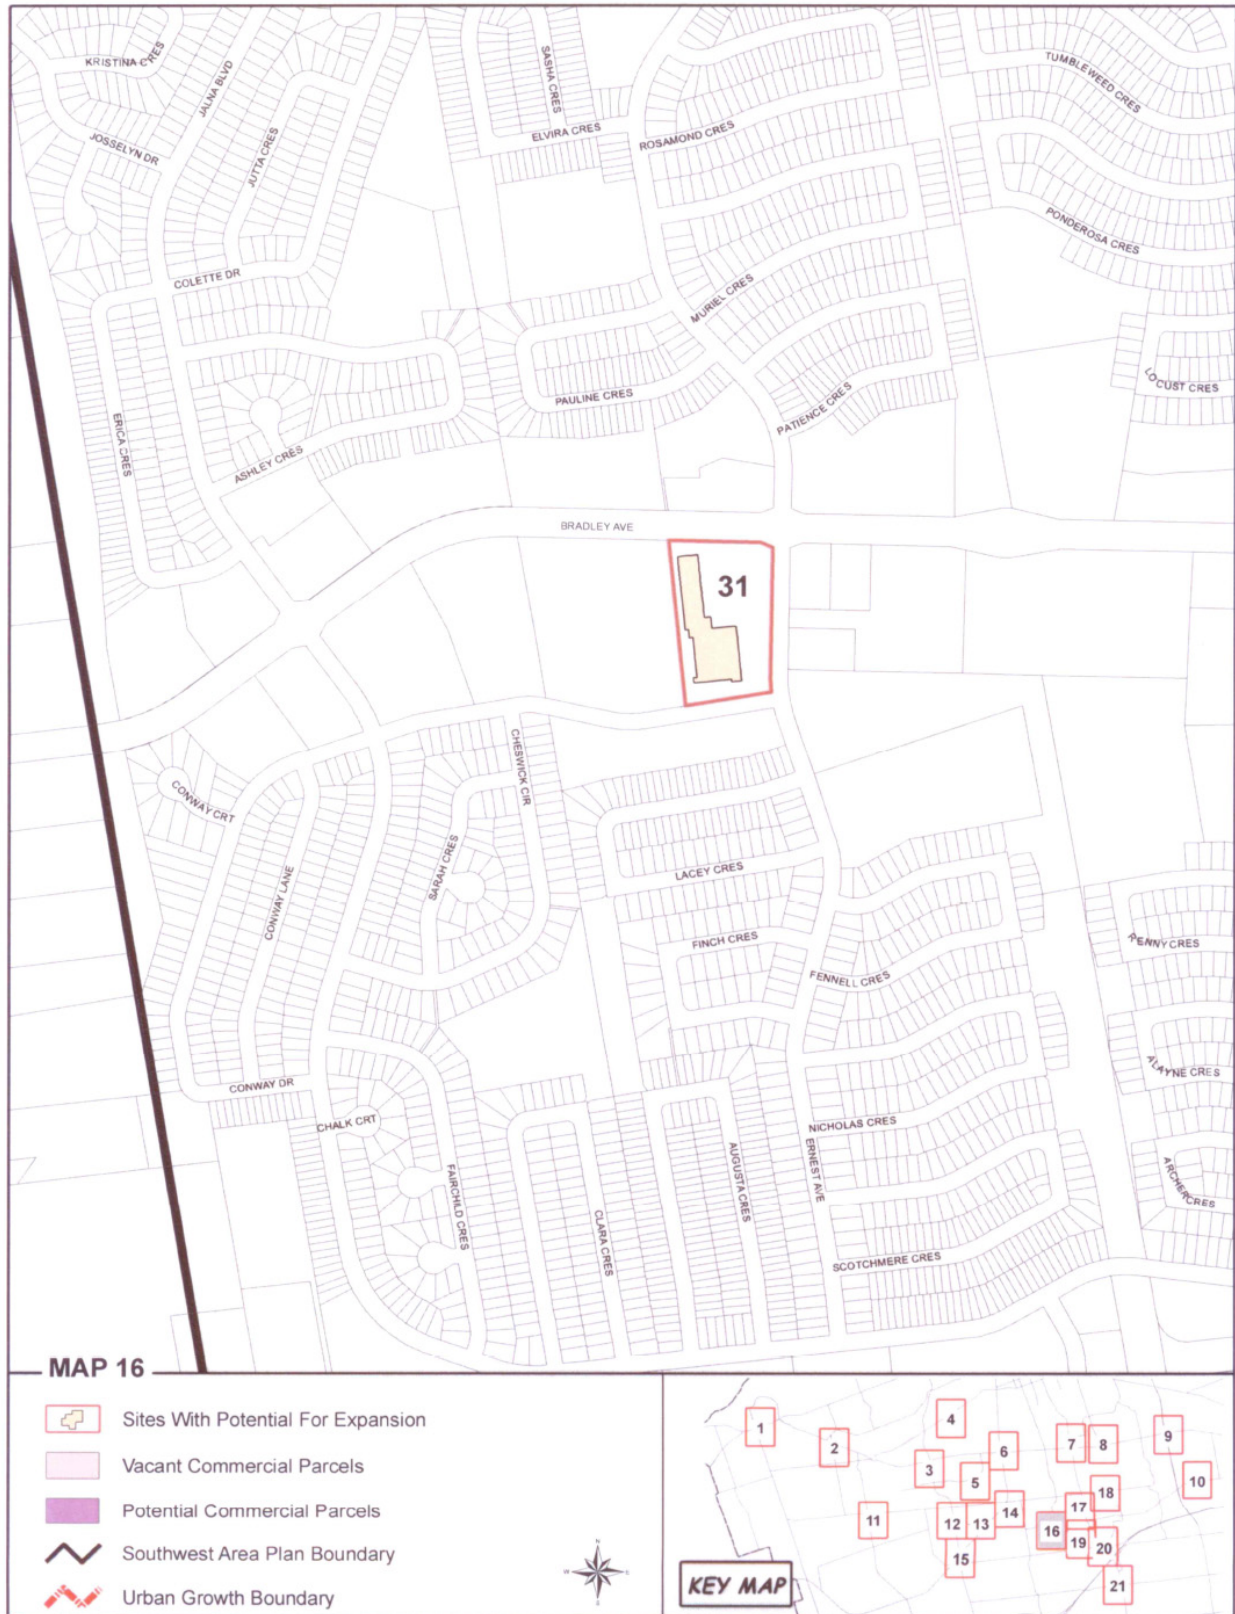 KRISTINA CRES
JALNA BLVD
SASHA CRES
TUMBLEWEED CRES
ELVIRA CRES
ROSAMOND CRES
JOSSELYN DR
JUTTA CRES
PONDEROSA CRES
COLETTE DR
MURIEL CRES
LOCUST CRES
PAULINE CRES
PATIENCE CRES
ERICA CRES
ASHLEY CRES
BRADLEY AVE
31
CONWAY CRT
CHESWICK CIR
SARAH CRES
LACEY CRES
CONWAY LANE
FINCH CRES
PENNY CRES
FENNELL CRES
ALAYNE CRES
CONWAY DR
CHALK CRT
NICHOLAS CRES
AUGUSTA CRES
ERNEST AVE
ARCHER CRES
FAIRCHILD CRES
CLARA CRES
SCOTCHMERE CRES
MAP 16
Sites With Potential For Expansion
Vacant Commercial Parcels
Potential Commercial Parcels
Southwest Area Plan Boundary
Urban Growth Boundary
N
W E
S
1
2
4
3
6
5
7
8
9
10
11
12
13
14
15
16
17
18
19
20
21
KEY MAP